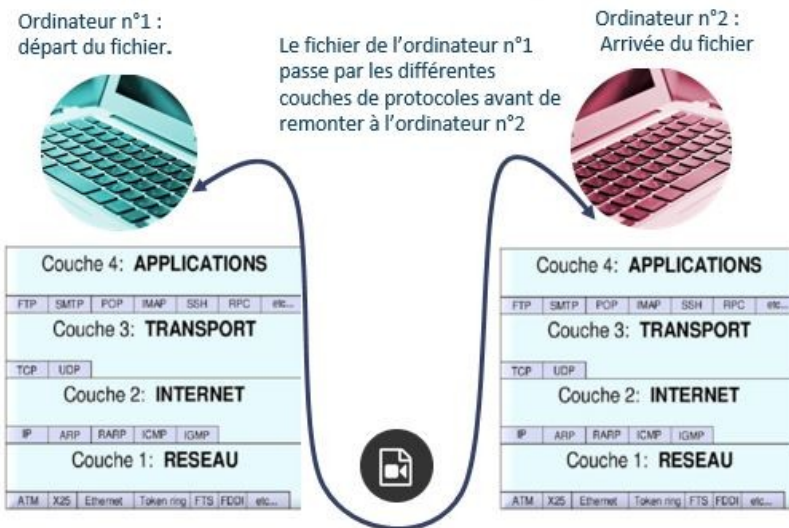 Ordinateur n°1 :
départ du fichier.
Le fichier de l'ordinateur n°1
passe par les différentes
couches de protocoles avant de
remonter à l'ordinateur n°2
Ordinateur n°2 :
Arrivée du fichier
Couche 4: APPLICATIONS
FTP SMTP POP IMAP SSH RPC etc...
Couche 3: TRANSPORT
TCP UDP
Couche 2: INTERNET
IP ARP RARP ICMP IGMP
Couche 1: RESEAU
ATM X25 Ethernet Token ring FTS FDDI etc...
Couche 4: APPLICATIONS
FTP SMTP POP IMAP SSH RPC etc...
Couche 3: TRANSPORT
TCP UDP
Couche 2: INTERNET
IP ARP RARP ICMP IGMP
Couche 1: RESEAU
ATM X25 Ethernet Token ring FTS FDDI etc...